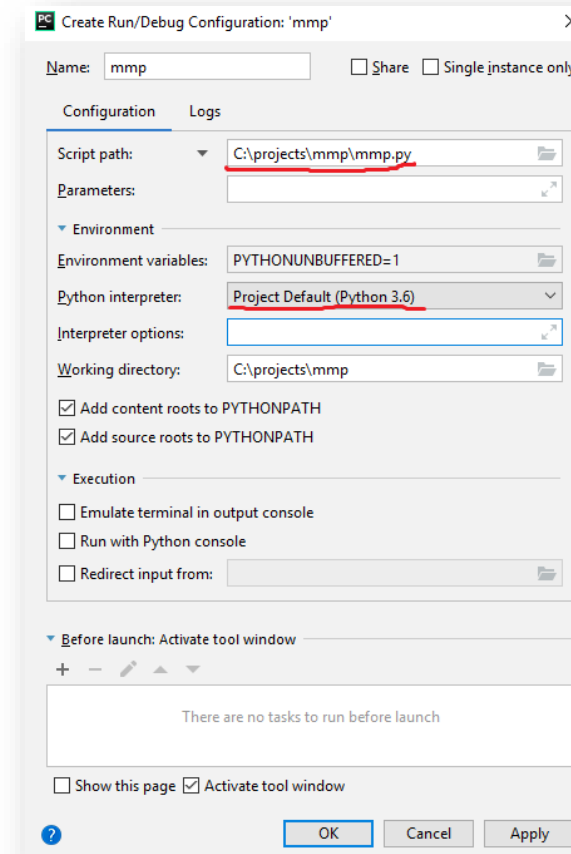 PC Create Run/Debug Configuration: 'mmp'
Name: mmp Share Single instance only
Configuration Logs
Script path: C:\projects\mmp\mmp.py
Parameters:
Environment
Environment variables: PYTHONUNBUFFERED=1
Python interpreter: Project Default (Python 3.6)
Interpreter options:
Working directory: C:\projects\mmp
Add content roots to PYTHONPATH
Add source roots to PYTHONPATH
Execution
Emulate terminal in output console
Run with Python console
Redirect input from:
Before launch: Activate tool window
There are no tasks to run before launch
Show this page Activate tool window
? OK Cancel Apply